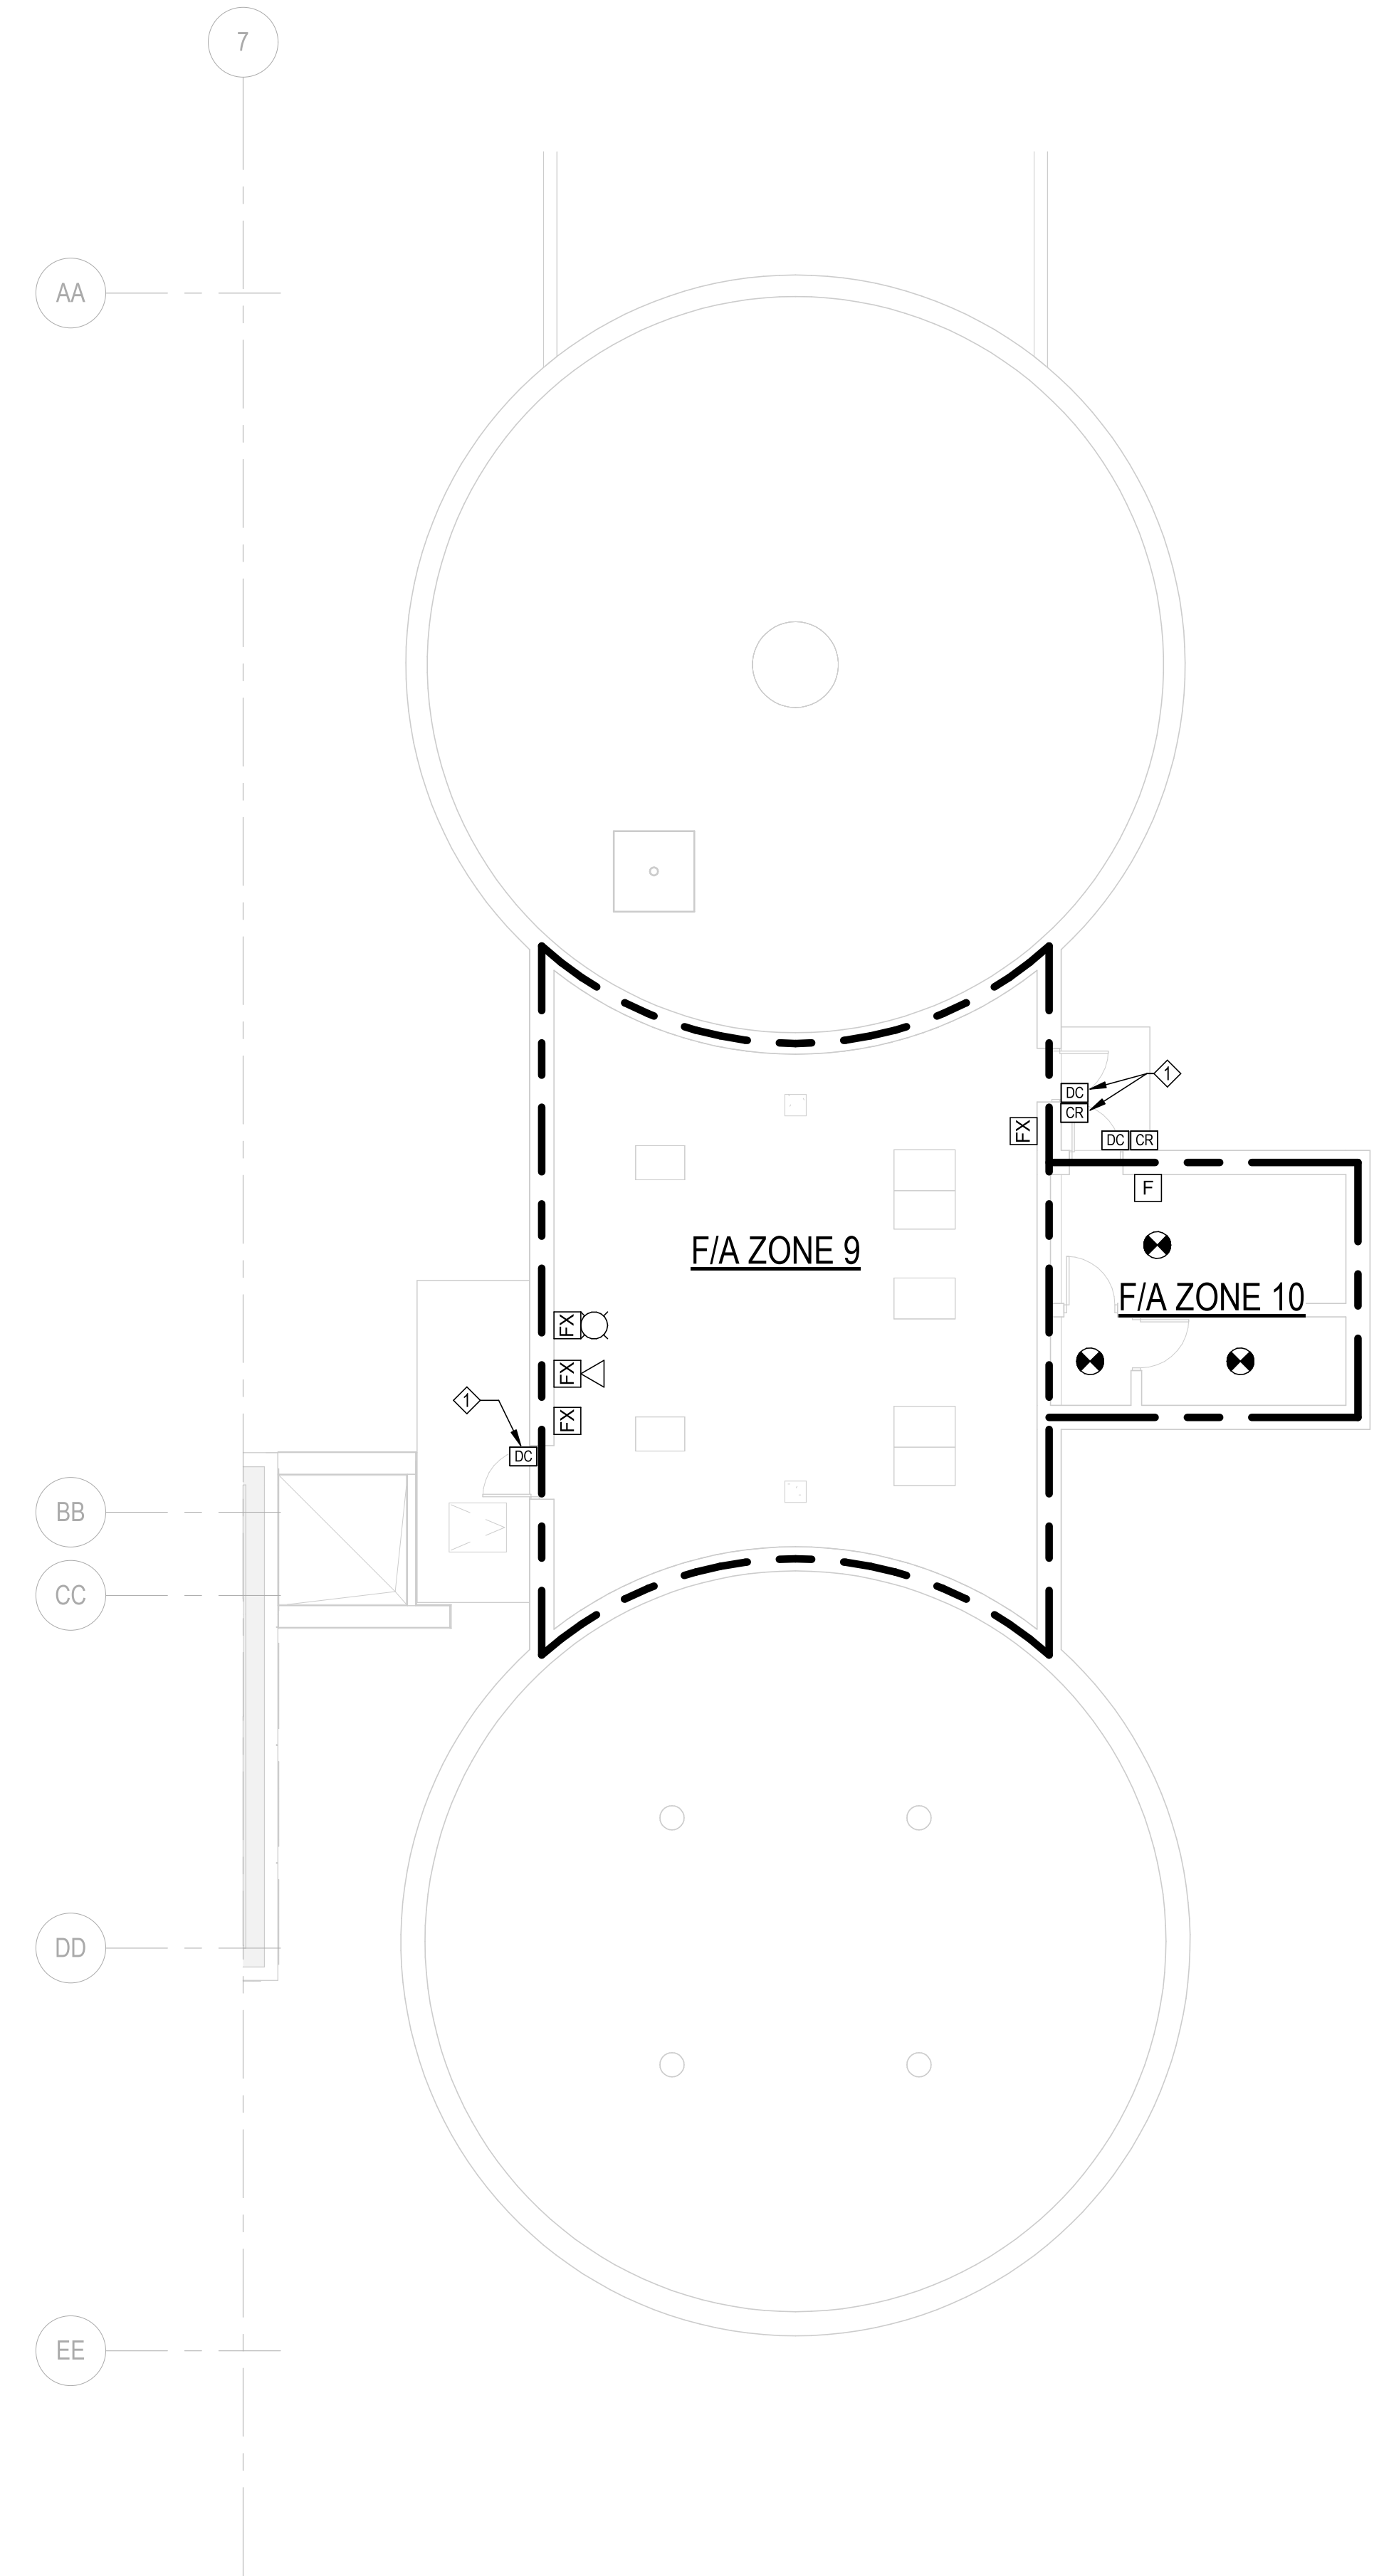 7
AA
1
DC
CR
FX
DC CR
F
F/A ZONE 9
F/A ZONE 10
FX
FX
1
FX
DC
BB
CC
DD
EE